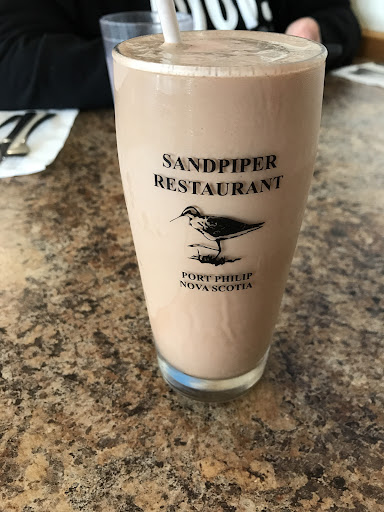 SANDPIPER
RESTAURANT
PORT PHILIP
NOVA SCOTIA